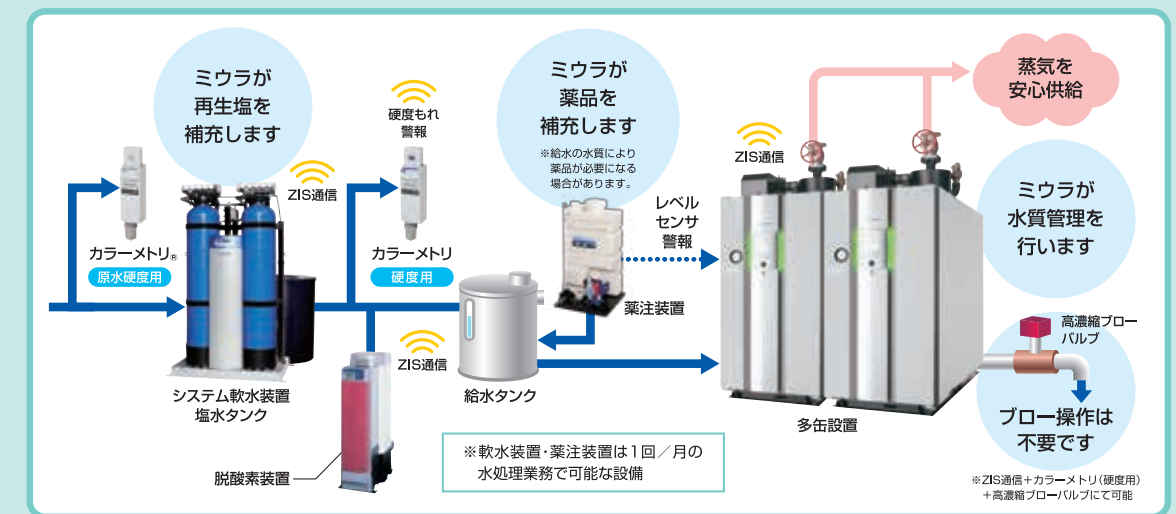 ミウラが
再生塩を
補充します
硬度もれ
警報
ミウラが
薬品を
補充します
※給水の水質により
薬品が必要になる
場合があります。
ZIS通信
蒸気を
安心供給
ZIS通信
カラーメトリ®
原水硬度用
カラーメトリ
硬度用
レベル
センサ
警報
ミウラが
水質管理を
行います
薬注装置
ZIS通信
システム軟水装置
塩水タンク
給水タンク
多缶設置
高濃縮ブロー
バルブ
ブロー操作は
不要です
脱酸素装置
※軟水装置・薬注装置は1回／月の
水処理業務で可能な設備
※ZIS通信＋カラーメトリ（硬度用）
＋高濃縮ブローバルブにて可能